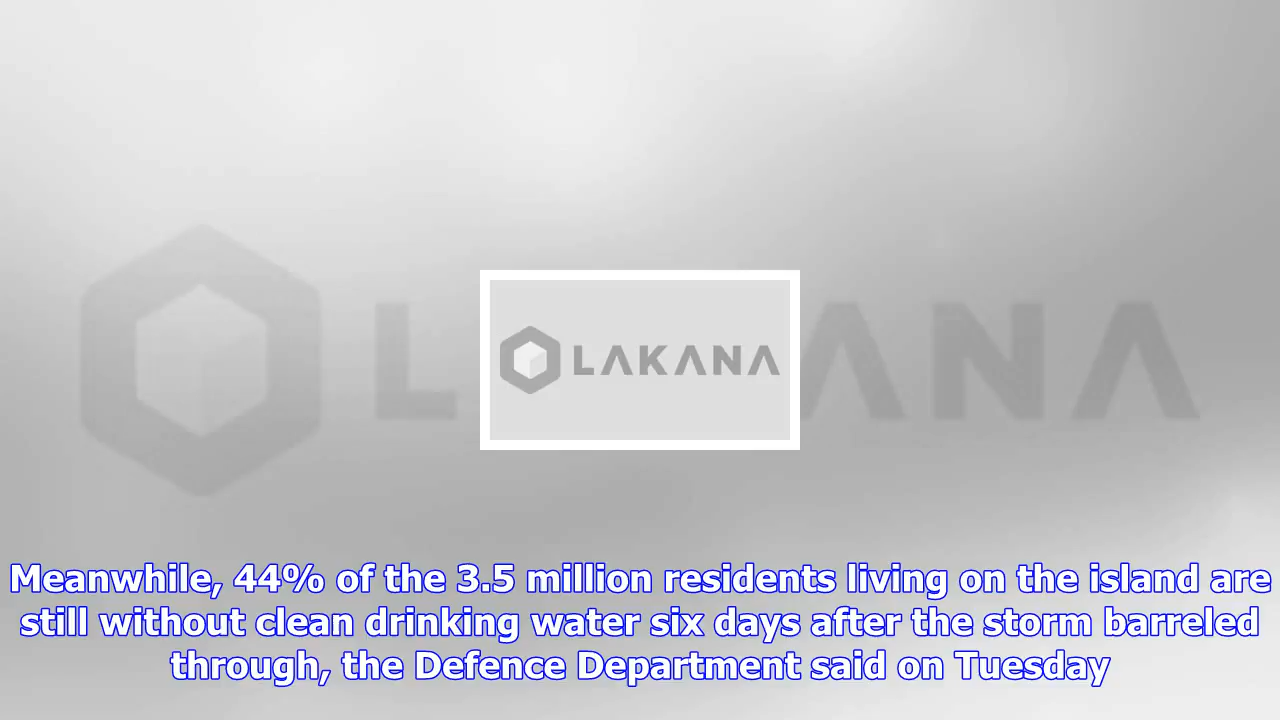 LAKANA
L ANA
Meanwhile, 44% of the 3.5 million residents living on the island are
still without clean drinking water six days after the storm barreled
through, the Defence Department said on Tuesday